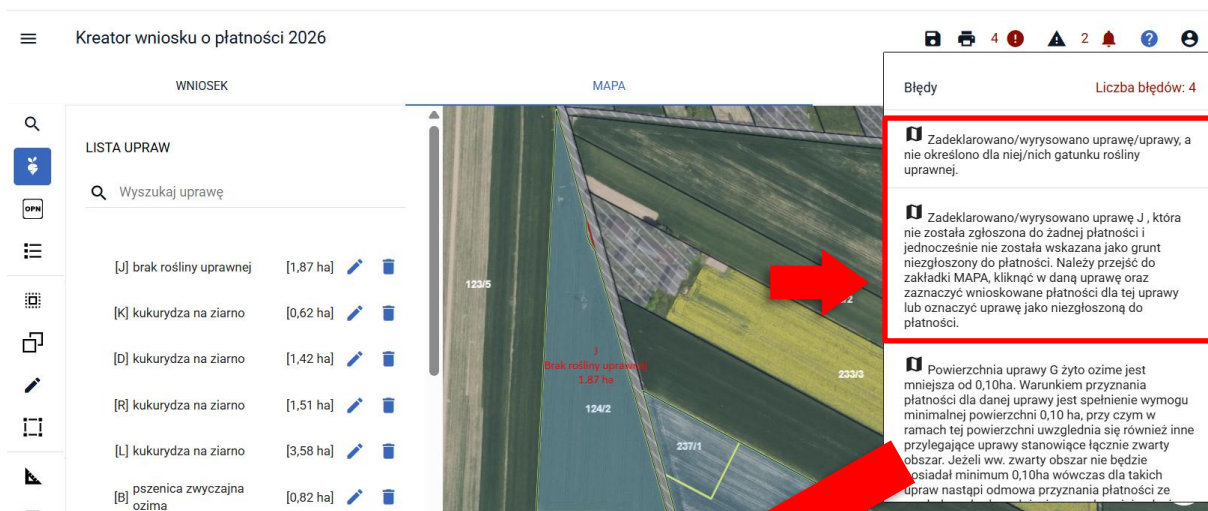 Kreator wniosku o płatności 2026
4
2
WNIOSEK
MAPA
LISTA UPRAW
Wyszukaj uprawę
OPN
[J] brak rośliny uprawnej [1,87 ha]
[K] kukurydza na ziarno [0,62 ha]
[D] kukurydza na ziarno [1,42 ha]
[R] kukurydza na ziarno [1,51 ha]
[L] kukurydza na ziarno [3,58 ha]
[B] pszenica zwyczajna [0,82 ha]
ozima
123/5
J
Brak rośliny uprawnej
1.87 ha
124/2
233/3
237/1
Błędy Liczba błędów: 4
Zadeklarowano/wyrysowano uprawę/uprawy, a
nie określono dla niej/nich gatunku rośliny
uprawnej.
Zadeklarowano/wyrysowano uprawę J , która
nie została zgłoszona do żadnej płatności i
jednocześnie nie została wskazana jako grunt
niezgłoszony do płatności. Należy przejść do
zakładki MAPA, kliknąć w daną uprawę oraz
zaznaczyć wnioskowane płatności dla tej uprawy
lub oznaczyć uprawę jako niezgłoszoną do
płatności.
Powierzchnia uprawy G żyto ozime jest
mniejsza od 0,10ha. Warunkiem przyznania
płatności dla danej uprawy jest spełnienie wymogu
minimalnej powierzchni 0,10 ha, przy czym w
ramach tej powierzchni uwzględnia się również inne
przylegające uprawy stanowiące łącznie zwarty
obszar. Jeżeli ww. zwarty obszar nie będzie
posiadał minimum 0,10ha wówczas dla takich
upraw nastąpi odmowa przyznania płatności ze